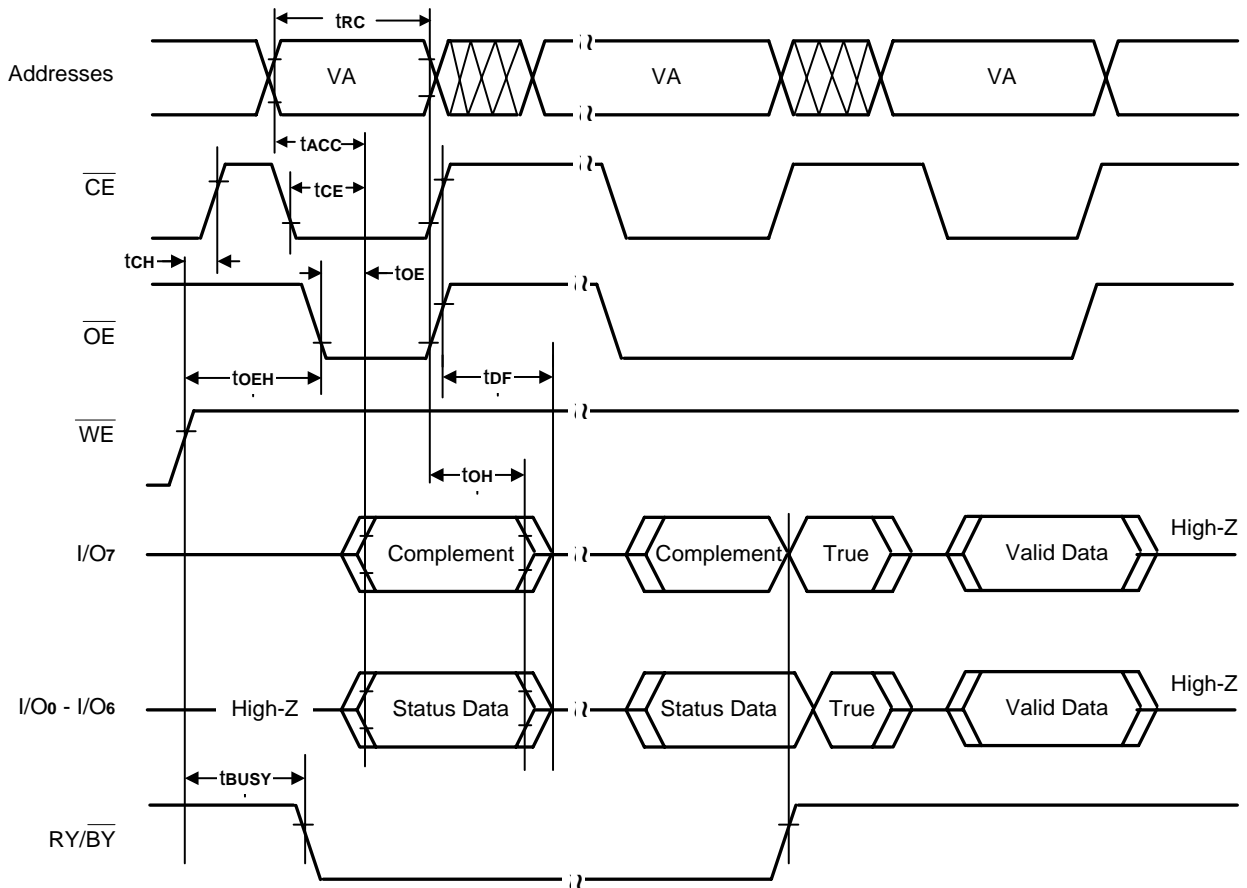 tRC
Addresses
VA
VA
VA
tACC
CE
tCE
tCH
tOE
OE
tOEH
tDF
WE
tOH
I/O7
Complement
Complement
True
Valid Data
High-Z
I/O0 - I/O6
High-Z
Status Data
Status Data
True
Valid Data
High-Z
tBUSY
RY/BY